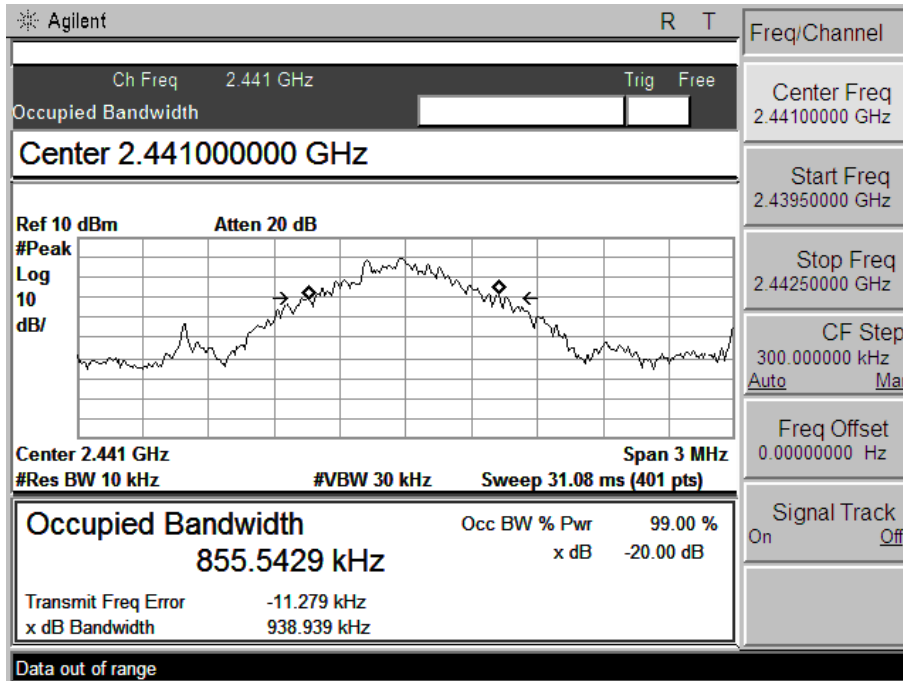 Agilent R T
Ch Freq 2.441 GHz Trig Free
Occupied Bandwidth
Center 2.441000000 GHz
Ref 10 dBm Atten 20 dB
#Peak
Log
10
dB/
Center 2.441 GHz Span 3 MHz
#Res BW 10 kHz #VBW 30 kHz Sweep 31.08 ms (401 pts)
Occupied Bandwidth
855.5429 kHz
Occ BW % Pwr 99.00 %
x dB -20.00 dB
Transmit Freq Error -11.279 kHz
x dB Bandwidth 938.939 kHz
Data out of range
Freq/Channel
Center Freq
2.44100000 GHz
Start Freq
2.43950000 GHz
Stop Freq
2.44250000 GHz
CF Step
300.000000 kHz
Auto Man
Freq Offset
0.00000000 Hz
Signal Track
On Off